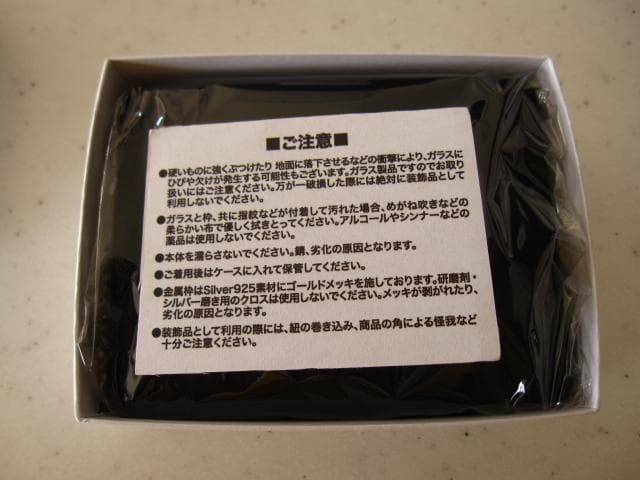 ■ご注意■
●硬いものに強くぶつけたり 地面に落下させるなどの衝撃により、ガラスに
ひびや欠けが発生する可能性もございます。ガラス製品ですのでお取り
扱いにはご注意ください。万が一破損した際には絶対に装飾品として
利用しないでください。
●ガラスと枠、共に指紋などが付着して汚れた場合、めがね吹きなどの
柔らかい布で優しく拭きとってください。アルコールやシンナーなどの
薬品は使用しないでください。
●本体を濡らさないでください。錆、劣化の原因となります。
●ご着用後はケースに入れて保管してください。
●金属枠はSilver925素材にゴールドメッキを施しております。研磨剤・
シルバー磨き用のクロスは使用しないでください。メッキが剥がれたり、
劣化の原因となります。
●装飾品として利用の際には、紐の巻き込み、商品の角による怪我など
十分ご注意ください。